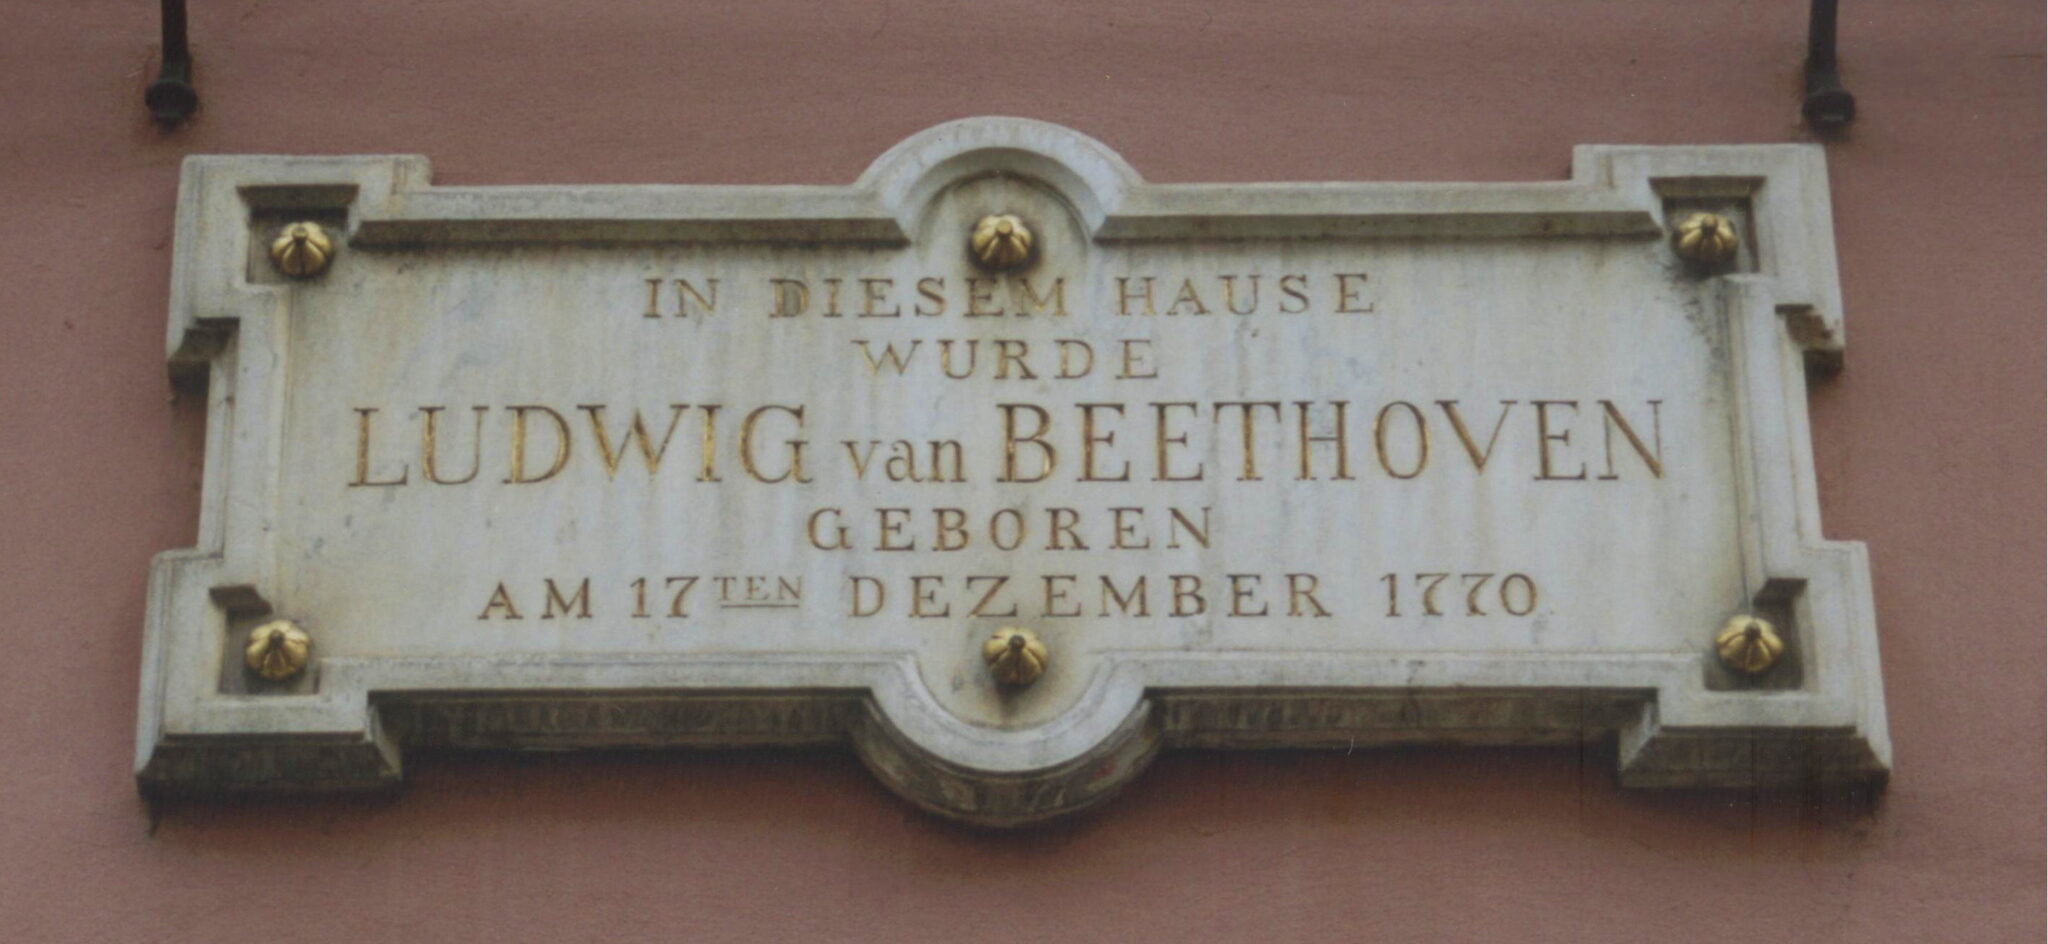 IN DIESEM HAUSE
WURDE
LUDWIG van BEETHOVEN
GEBOREN
AM 17TEN DEZEMBER 1770.